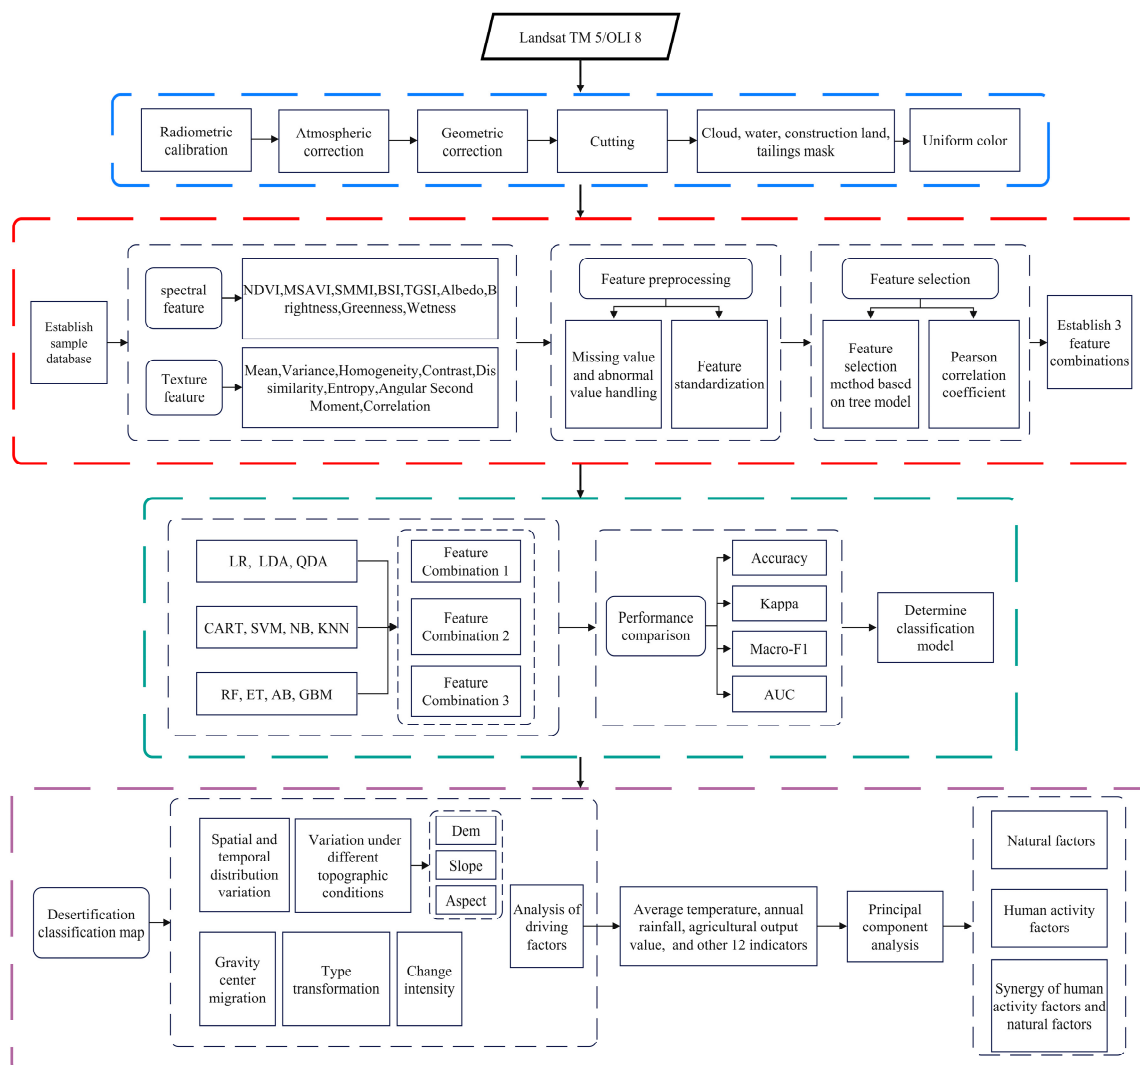 Landsat TM 5/OLI 8
Radiometric
calibration
Atmospheric
correction
Geometric
correction
Cutting
Cloud, water, construction land,
tailings mask
Uniform color
Establish
sample
database
spectral
feature
NDVI,MSAVI,SMMI,BSI,TGSI,Albedo,B
rightness,Greenness,Wetness
Texture
feature
Mean,Variance,Homogeneity,Contrast,Dis
similarity,Entropy,Angular Second
Moment,Correlation
Feature preprocessing
Missing value
and abnormal
value handling
Feature
standardization
Feature selection
Feature
selection
method based
on tree model
Pearson
correlation
coefficient
Establish 3
feature
combinations
LR, LDA, QDA
CART, SVM, NB, KNN
RF, ET, AB, GBM
Feature
Combination 1
Feature
Combination 2
Feature
Combination 3
Performance
comparison
Accuracy
Kappa
Macro-F1
AUC
Determine
classification
model
Desertification
classification map
Spatial and
temporal
distribution
variation
Variation under
different
topographic
conditions
Dem
Slope
Aspect
Gravity
center
migration
Type
transformation
Change
intensity
Analysis of
driving
factors
Average temperature, annual
rainfall, agricultural output
value, and other 12 indicators
Principal
component
analysis
Natural factors
Human activity
factors
Synergy of human
activity factors and
natural factors